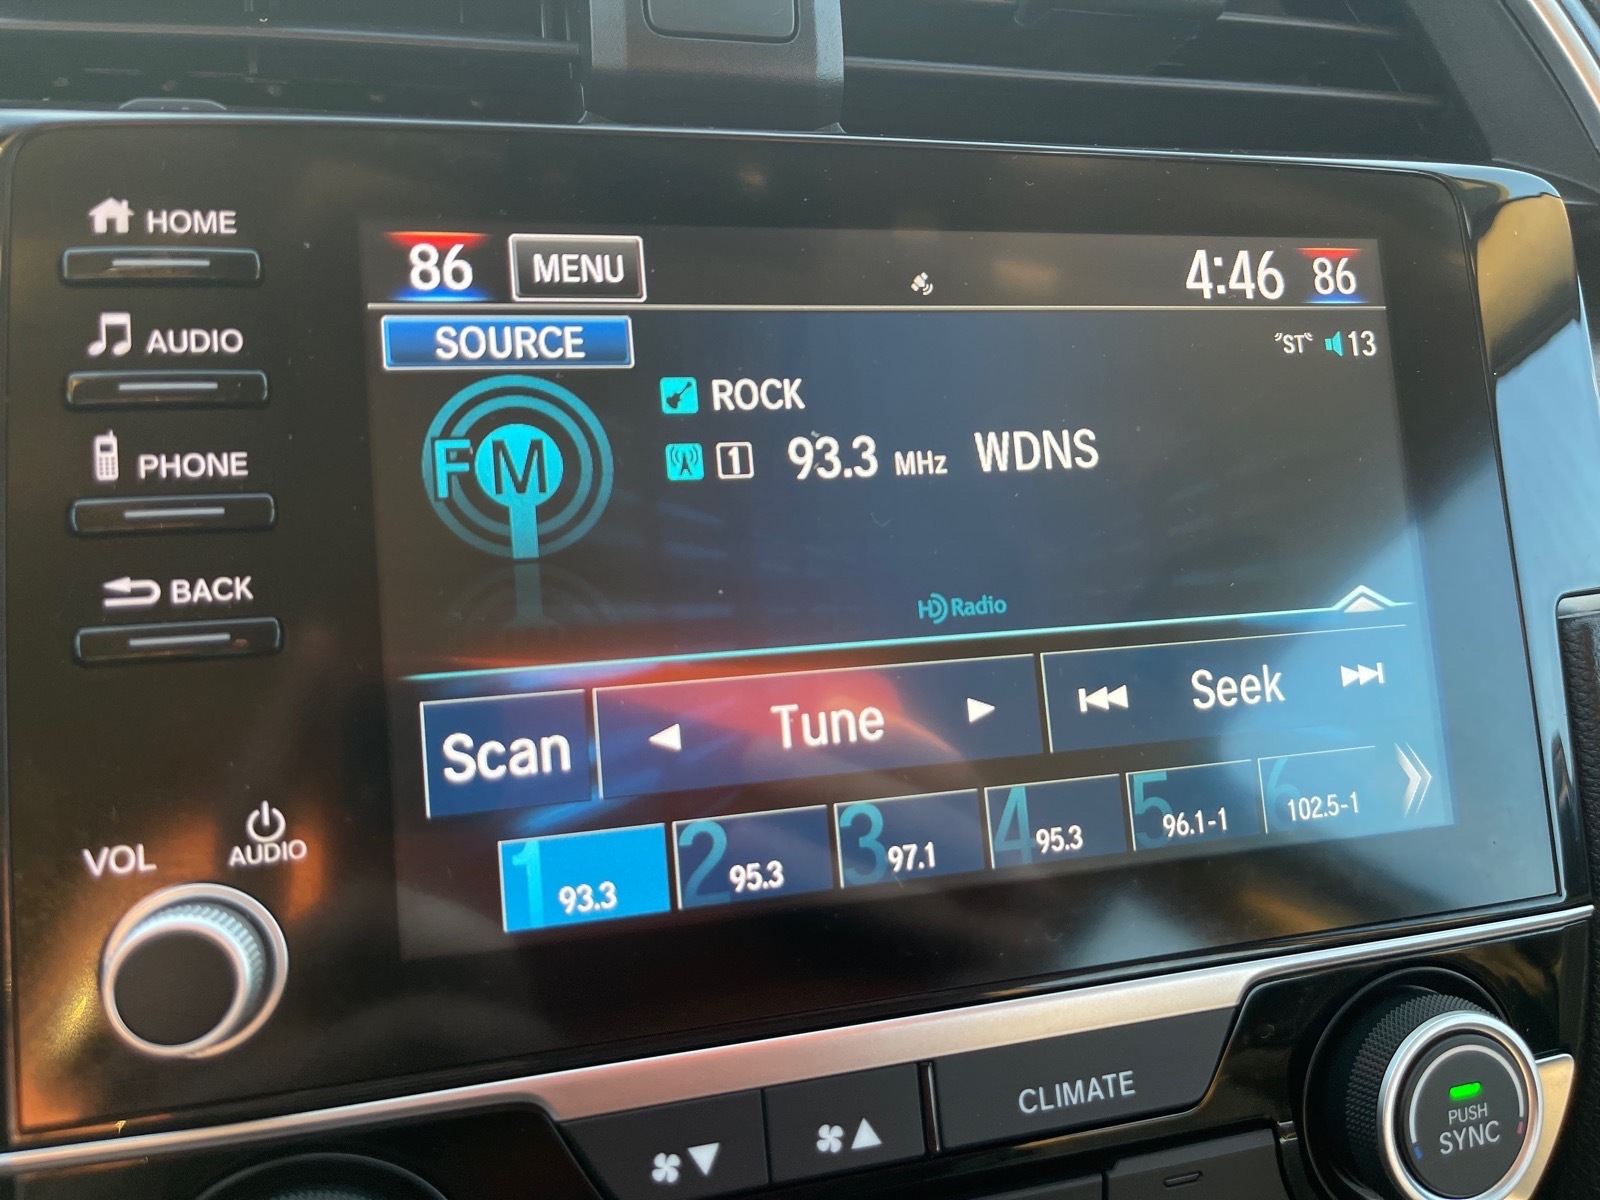 HOME
AUDIO
PHONE
BACK
VOL
AUDIO
86 MENU 4:46 86
SOURCE
"ST" 13
FM
ROCK
1 93.3 MHz WDNS
HD Radio
Scan Tune Seek
1 93.3
2 95.3
3 97.1
4 95.3
5 96.1-1
6 102.5-1
CLIMATE
PUSH
SYNC